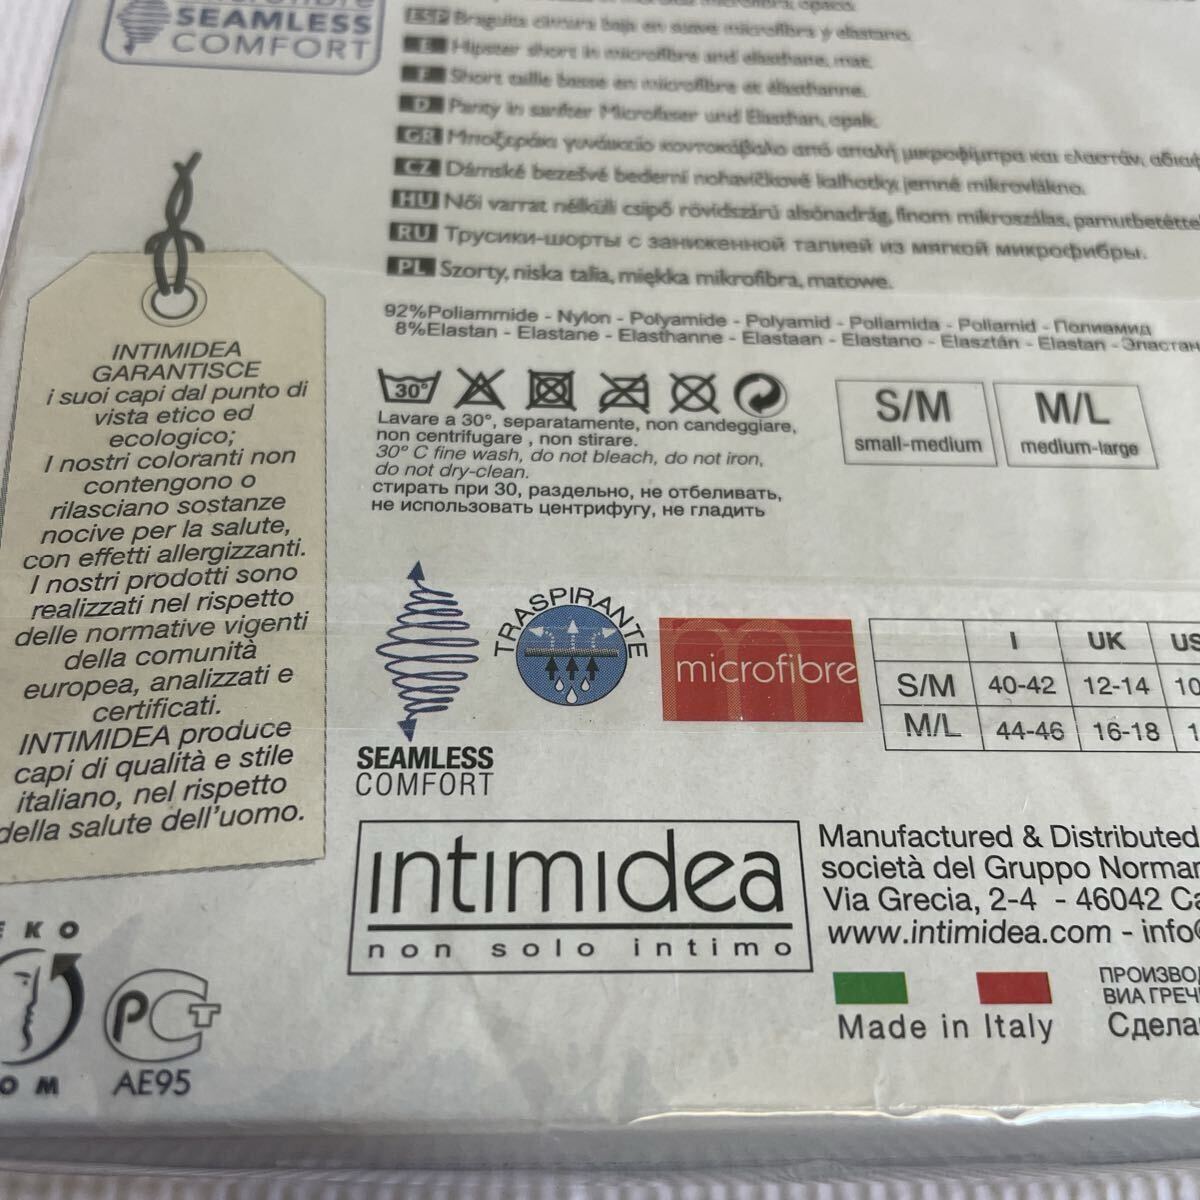 SEAMLESS
COMFORT
ESP Braguita cintura baja en suave microfibra y elastano.
E Hipster short in microfibre and elasthane, mat.
F Short taille basse en microfibre et élasthanne.
D Panty in sanfter Microfaser und Elasthan, opak.
GR Μποξεράκι γυναικείο κοντοκάβαλο από απαλή μικροφίμπρα και ελαστάν,
CZ Dámské bezešvé bederní nohavičkové kalhotky, jemné mikrovlákno.
HU Női varrat nélküli csípő rövidszárú alsónadrág, finom mikroszálas,
RU Трусики-шорты с заниженной талией из мягкой микрофибры.
PL Szorty, niska talia, miękka mikrofibra, matowe.
92%Poliammide - Nylon - Polyamide - Polyamid - Poliamida - Poliamid - Полиамид
8%Elastan - Elastane - Elasthanne - Elastaan - Elastano - Elasztán - Elastan - Эластан
30°
Lavare a 30°, separatamente, non candeggiare,
non centrifugare , non stirare.
30° C fine wash, do not bleach, do not iron,
do not dry-clean.
стирать при 30, раздельно, не отбеливать,
не использовать центрифугу, не гладить
S/M
small-medium
M/L
medium-large
INTIMIDEA
GARANTISCE
i suoi capi dal punto di
vista etico ed
ecologico;
I nostri coloranti non
contengono o
rilasciano sostanze
nocive per la salute,
con effetti allergizzanti.
I nostri prodotti sono
realizzati nel rispetto
delle normative vigenti
della comunità
europea, analizzati e
certificati.
INTIMIDEA produce
capi di qualità e stile
italiano, nel rispetto
della salute dell'uomo.
SEAMLESS
COMFORT
TRASPIRANTE
microfibre
I UK US
S/M 40-42 12-14 10
M/L 44-46 16-18 1
intimidea
non solo intimo
Manufactured & Distributed
società del Gruppo
Via Grecia, 2-4 - 46042
www.intimidea.com - info@
Made in Italy
ВИА
EKO
OM
РСТ
AE95